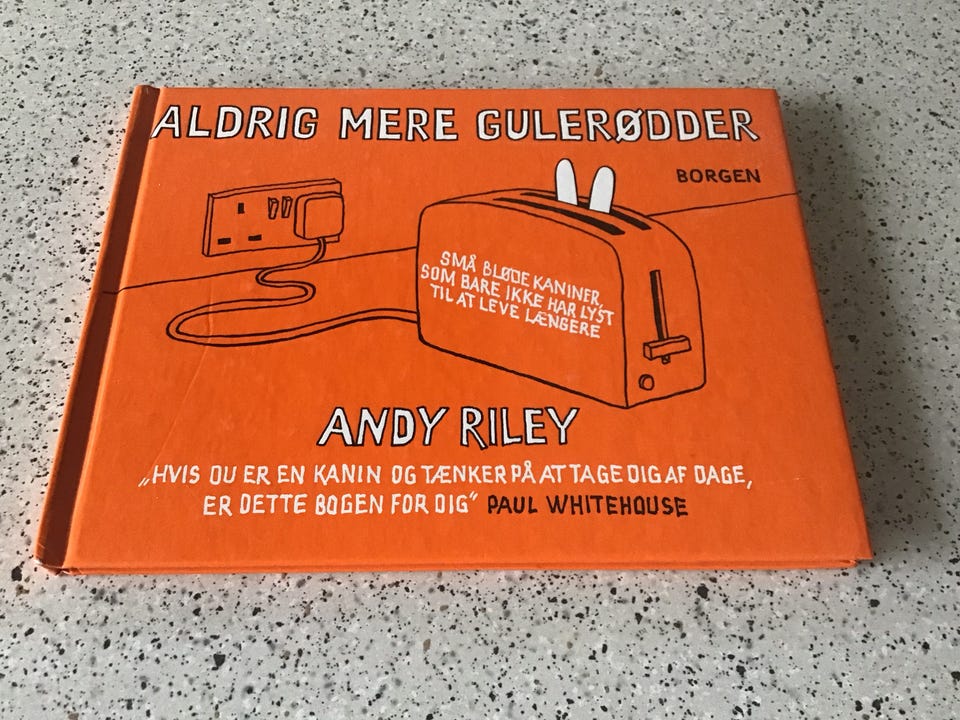 ALDRIG MERE GULERØDDER
BORGEN
SMÅ BLØDE KANINER,
SOM BARE IKKE HAR LYST
TIL AT LEVE LÆNGERE
ANDY RILEY
„HVIS DU ER EN KANIN OG TÆNKER PÅ AT TAGE DIG AF DAGE,
ER DETTE BOGEN FOR DIG“ PAUL WHITEHOUSE